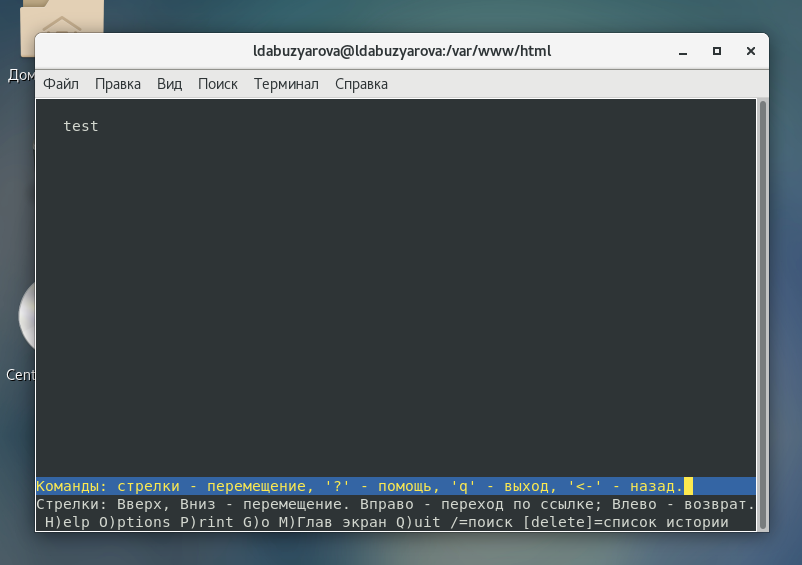 Дом
ldabuzyarova@ldabuzyarova:/var/www/html
Файл Правка Вид Поиск Терминал Справка
test
Cent
Команды: стрелки - перемещение, '?' - помощь, 'q' - выход, '<-' - назад.
Стрелки: Вверх, Вниз - перемещение. Вправо - переход по ссылке; Влево - возврат.
H)elp O)ptions P)rint G)o M)Глав экран Q)uit /=поиск [delete]=список истории